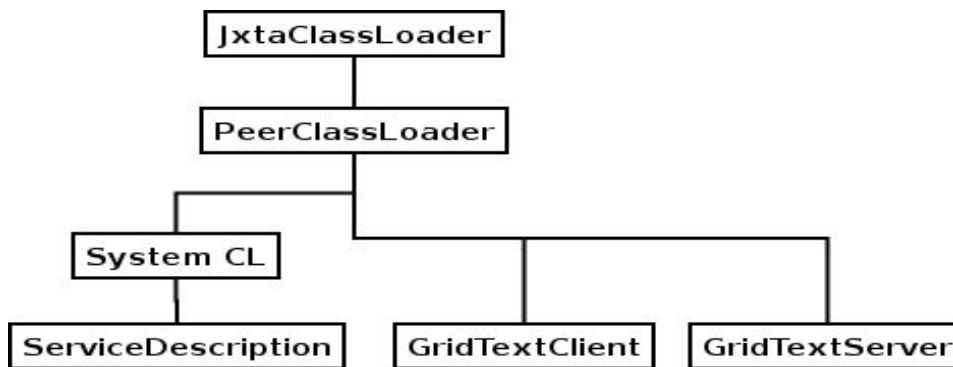 JxtaClassLoader
PeerClassLoader
System CL
ServiceDescription
GridTextClient
GridTextServer